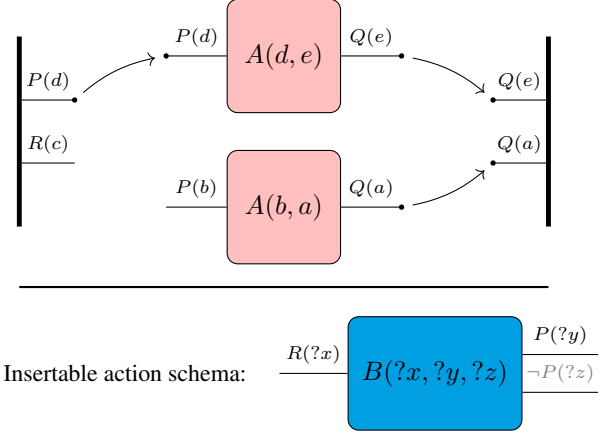 P(d) A(d, e) Q(e)
P(d) Q(e)
R(c) Q(a)
P(b) A(b, a) Q(a)
P(?y)
R(?x)
Insertable action schema: B(?x, ?y, ?z) ¬P(?z)